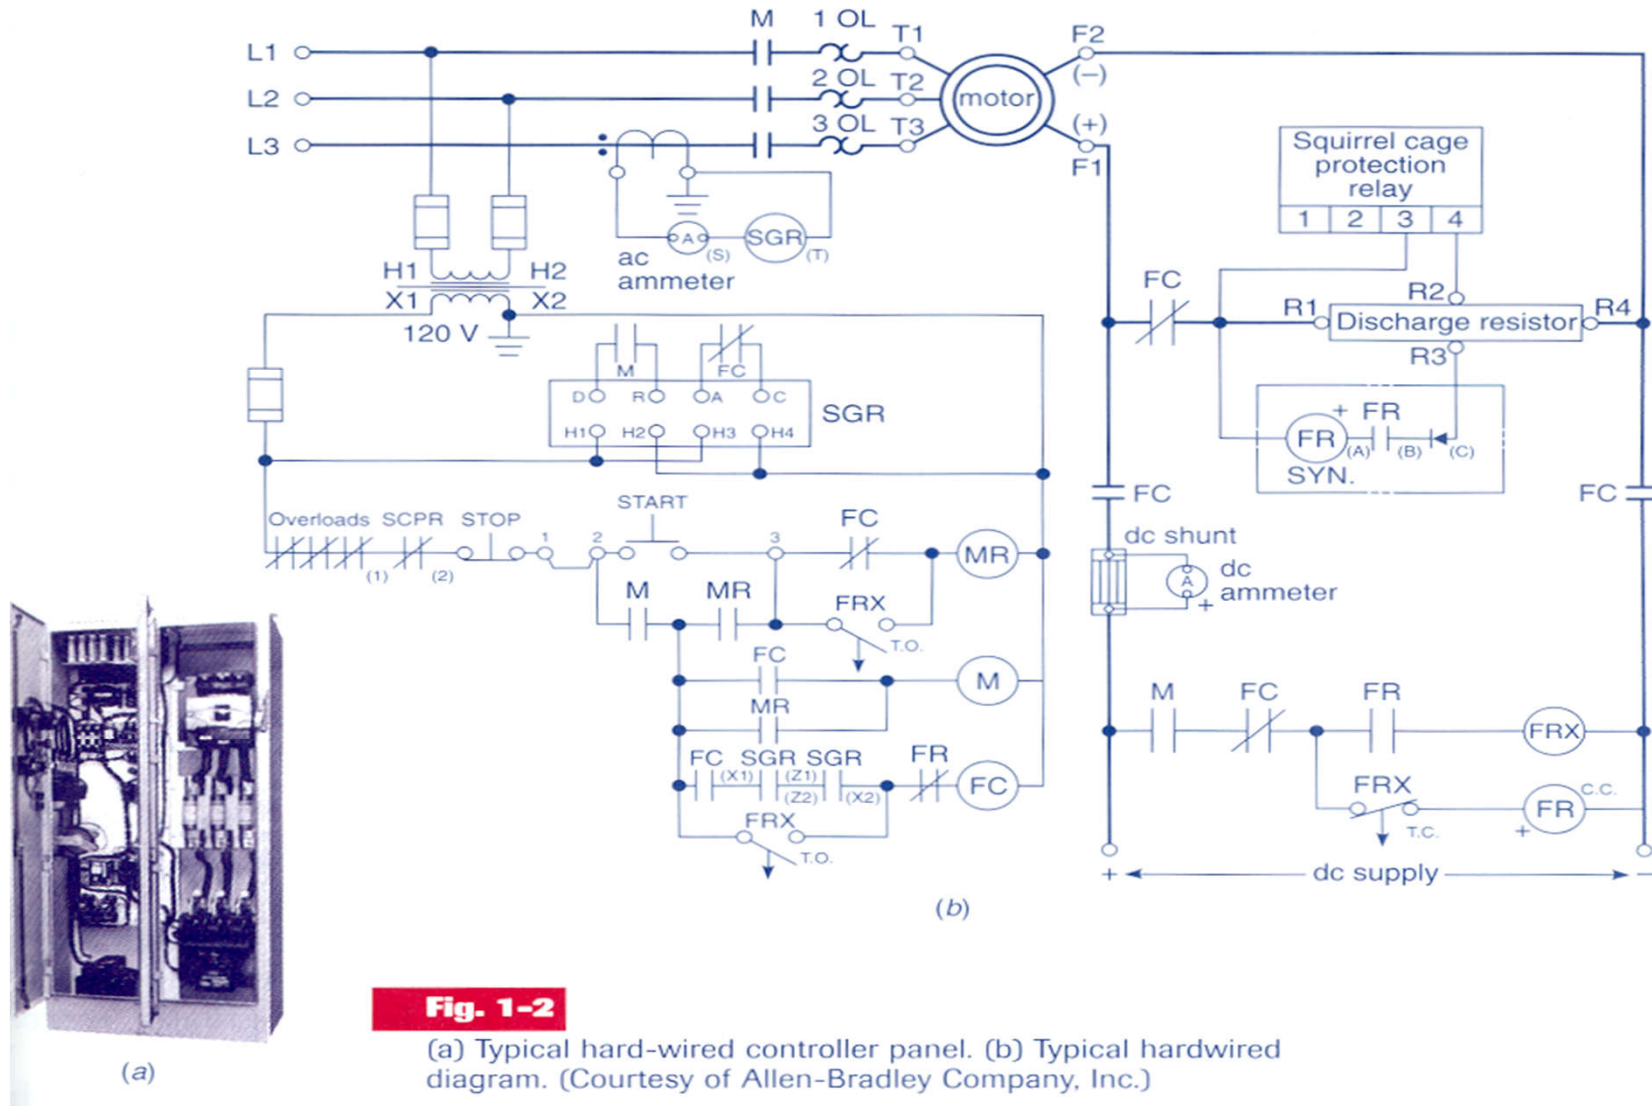 M 1 OL T1 F2
L1
(−)
L2 2 OL T2 motor
L3 3 OL T3 (+)
F1
Squirrel cage
protection
relay
1 2 3 4
A (S) SGR (T)
ac
ammeter
H1 H2
X1 X2
120 V
FC
R2
R1 Discharge resistor R4
R3
M FC
D R A C
SGR
H1 H2 H3 H4
+ FR
FR (A) (B) (C)
SYN.
FC FC
Overloads SCPR STOP START FC
(1) (2) 1 2 3 MR
dc shunt
A dc
ammeter
+
M MR FRX
T.O.
FC
M
MR
FC SGR SGR FR
(X1) (Z1)
(Z2) (X2) FC
FRX
T.O.
M FC FR
FRX
FRX C.C.
FR
T.C. +
+ dc supply −
(b)
(a)
Fig. 1-2
(a) Typical hard-wired controller panel. (b) Typical hardwired
diagram. (Courtesy of Allen-Bradley Company, Inc.)